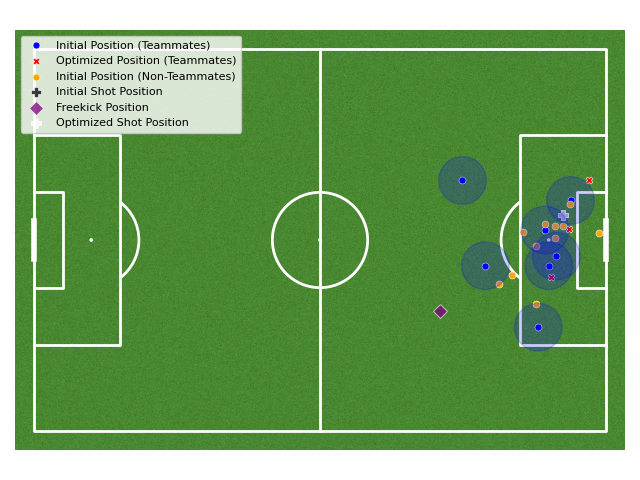 Initial Position (Teammates)
Optimized Position (Teammates)
Initial Position (Non-Teammates)
Initial Shot Position
Freekick Position
Optimized Shot Position